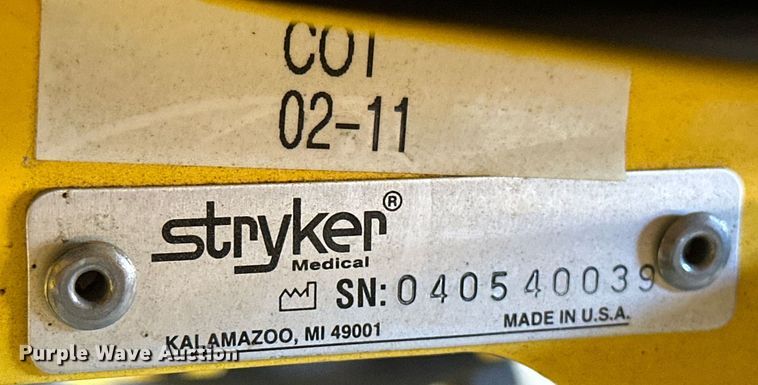 COT
02-11
stryker®
Medical
SN: 040540039
KALAMAZOO, MI 49001
MADE IN U.S.A.
Purple Wave Auction